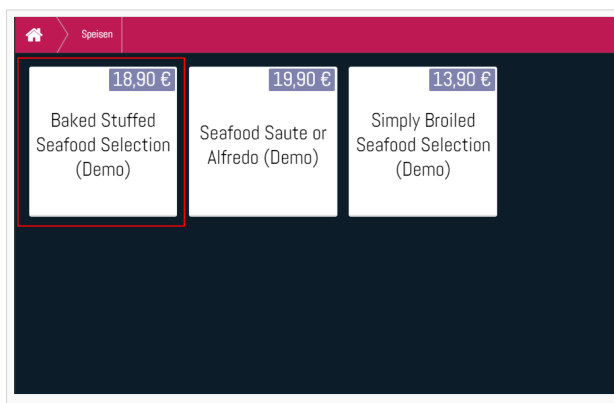 Speisen
18,90 €
Baked Stuffed
Seafood Selection
(Demo)
19,90 €
Seafood Saute or
Alfredo (Demo)
13,90 €
Simply Broiled
Seafood Selection
(Demo)